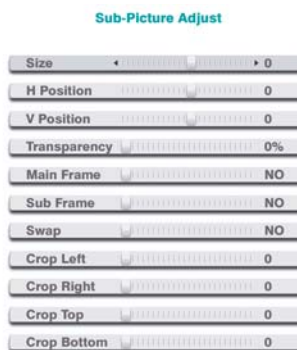 Sub-Picture Adjust
Size 0
H Position 0
V Position 0
Transparency 0%
Main Frame NO
Sub Frame NO
Swap NO
Crop Left 0
Crop Right 0
Crop Top 0
Crop Bottom 0